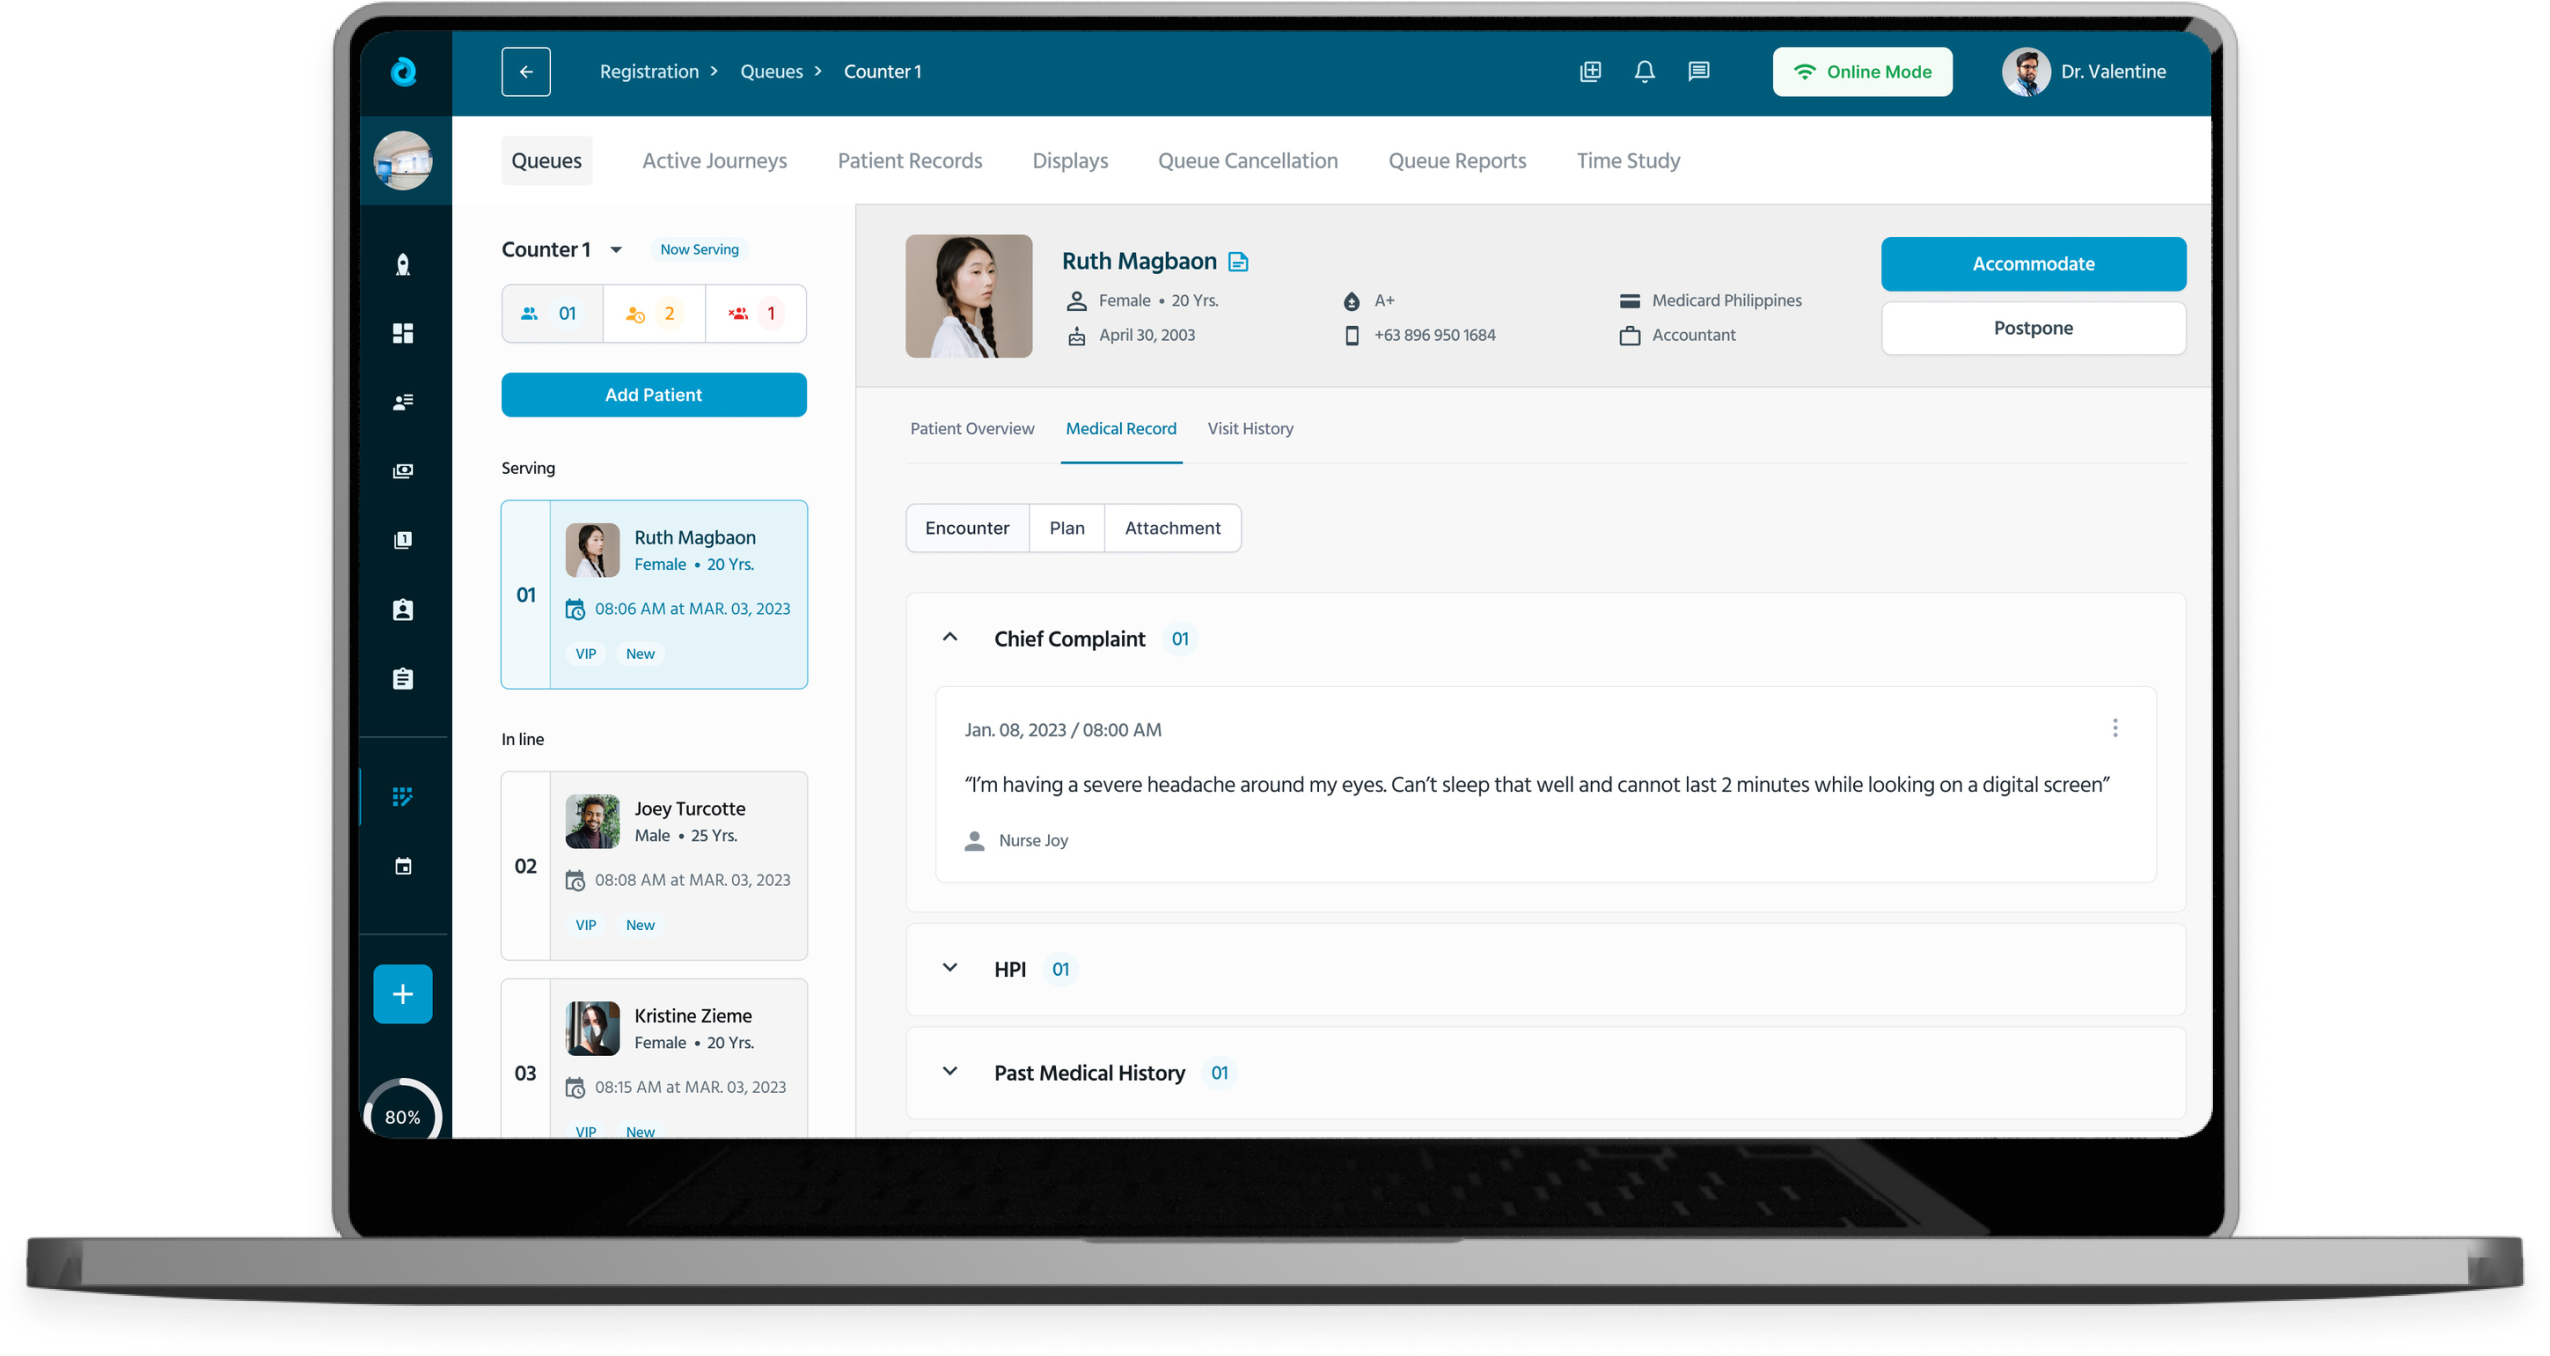 Registration > Queues > Counter 1
Online Mode
Dr. Valentine
Queues Active Journeys Patient Records Displays Queue Cancellation Queue Reports Time Study
Counter 1 Now Serving
01 2 1
Add Patient
Serving
01
Ruth Magbaon
Female • 20 Yrs.
08:06 AM at MAR. 03, 2023
VIP New
In line
02
Joey Turcotte
Male • 25 Yrs.
08:08 AM at MAR. 03, 2023
VIP New
03
Kristine Zieme
Female • 20 Yrs.
08:15 AM at MAR. 03, 2023
VIP New
1
80%
Ruth Magbaon
Female • 20 Yrs. A+ Medicard Philippines
April 30, 2003 +63 896 950 1684 Accountant
Accommodate
Postpone
Patient Overview Medical Record Visit History
Encounter Plan Attachment
Chief Complaint 01
Jan. 08, 2023 / 08:00 AM
“I’m having a severe headache around my eyes. Can’t sleep that well and cannot last 2 minutes while looking on a digital screen”
Nurse Joy
HPI 01
Past Medical History 01